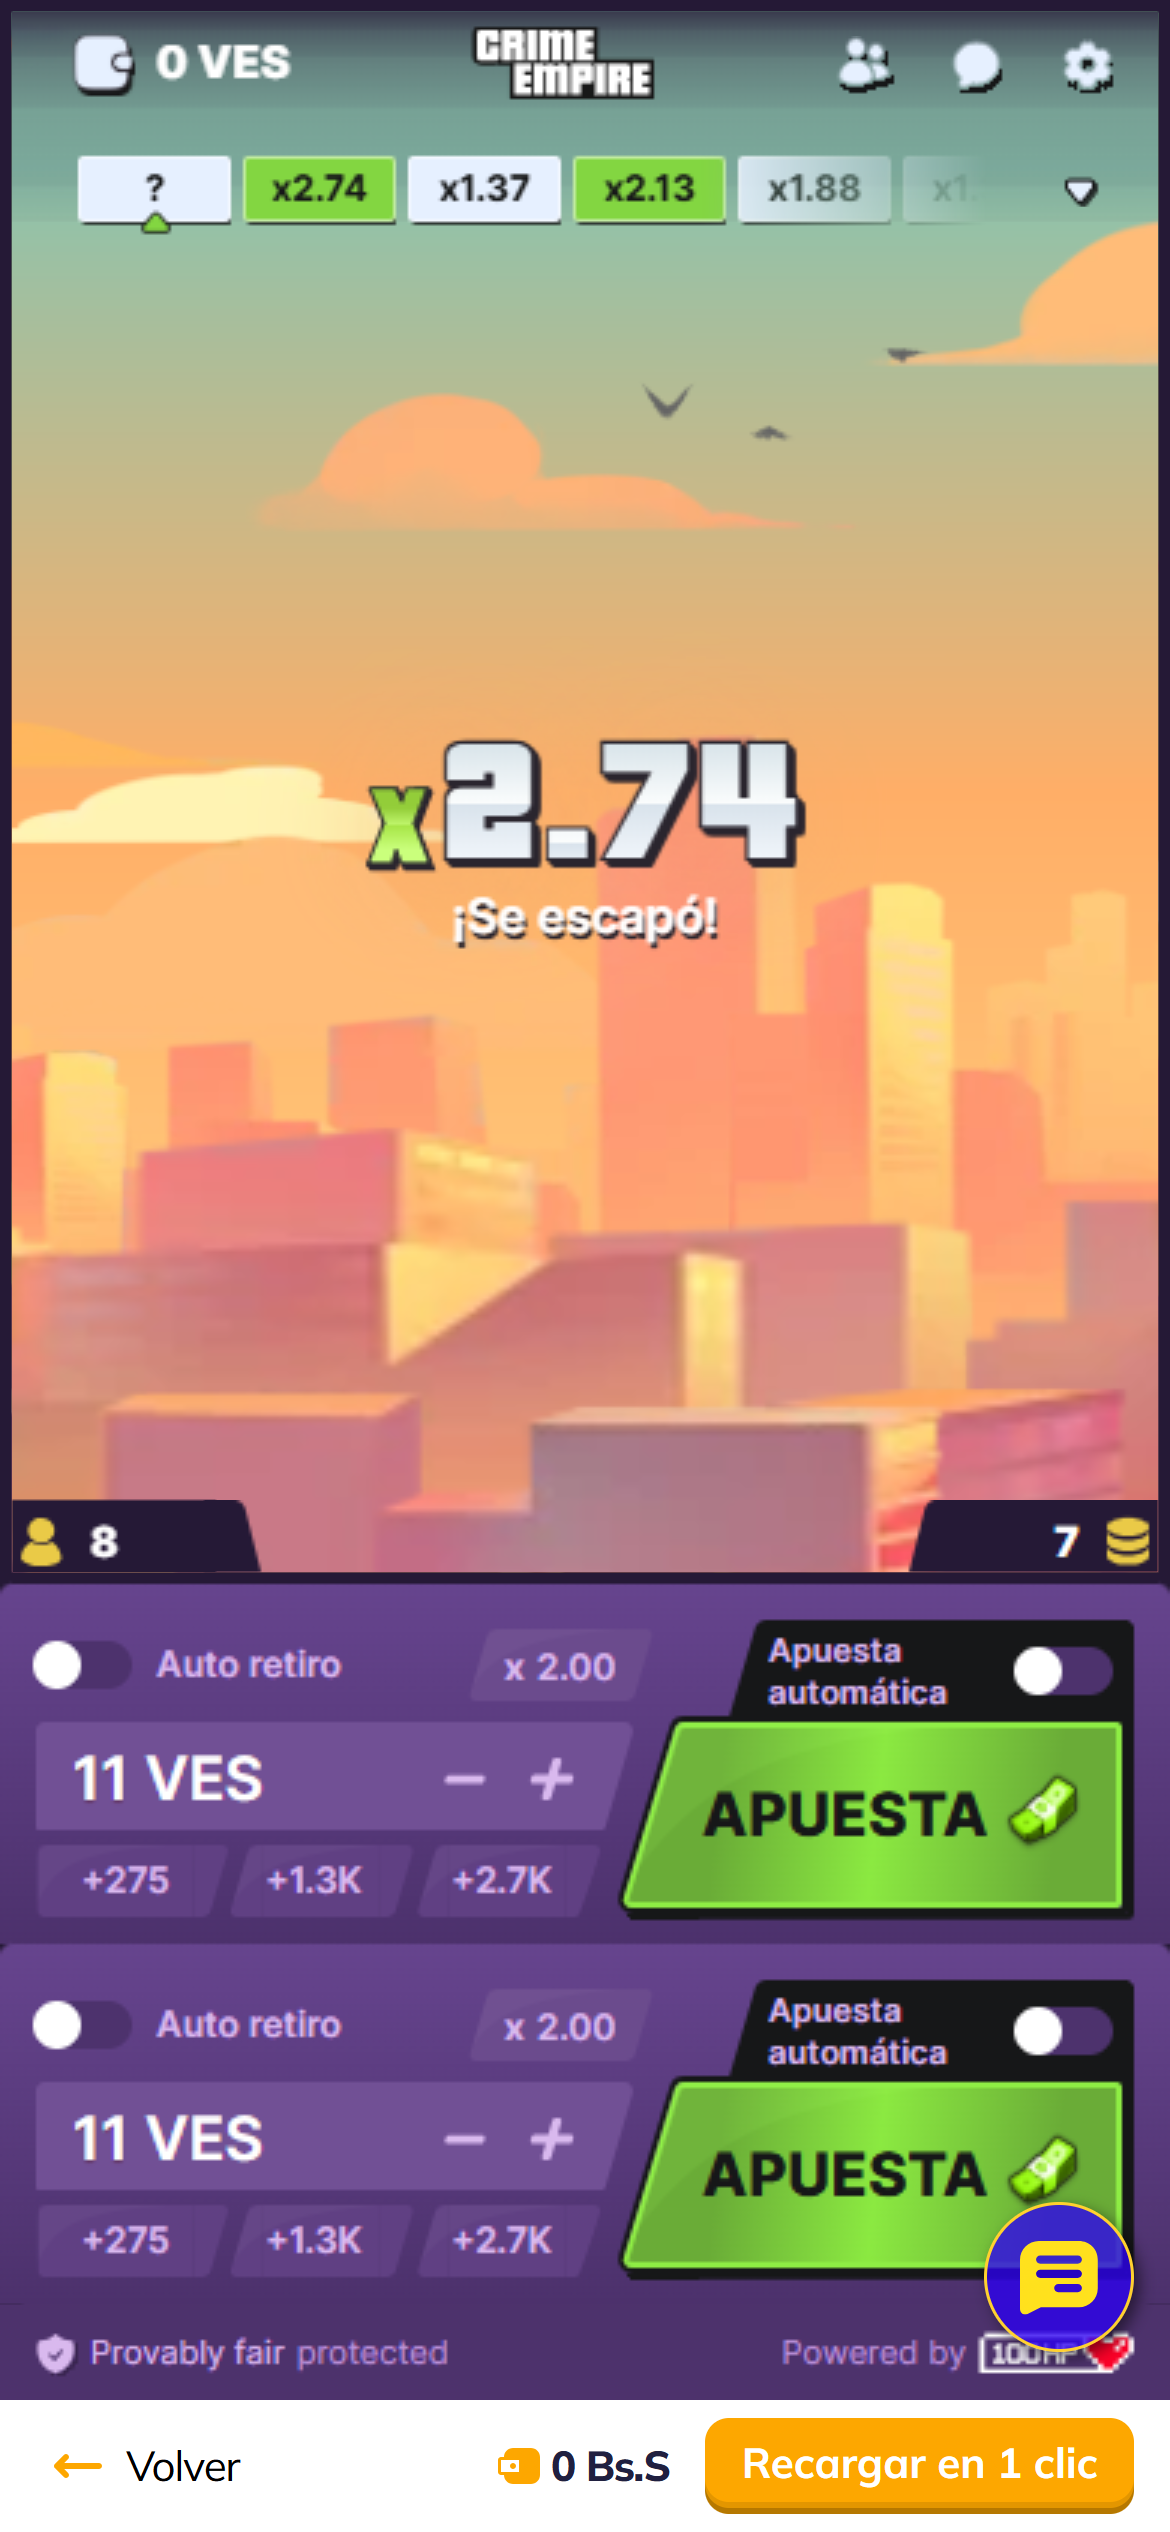 0 VES
CRIME
EMPIRE
?
x2.74
x1.37
x2.13
x1.88
x1.
x2.74
¡Se escapó!
8
7
Auto retiro
x 2.00
Apuesta
automática
11 VES
− +
APUESTA
+275
+1.3K
+2.7K
Auto retiro
x 2.00
Apuesta
automática
11 VES
− +
APUESTA
+275
+1.3K
+2.7K
Provably fair protected
Powered by 100HP
Volver
0 Bs.S
Recargar en 1 clic